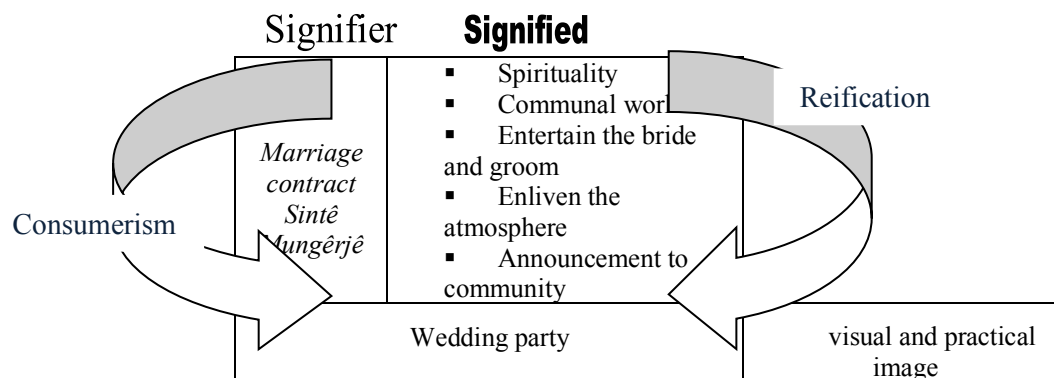 Signifier Signified
Spirituality
Communal
Entertain the bride
and groom
Enliven the
atmosphere
Announcement to
community
Marriage
contract
Sintê
Reification
Consumerism
Wedding party
visual and practical
image